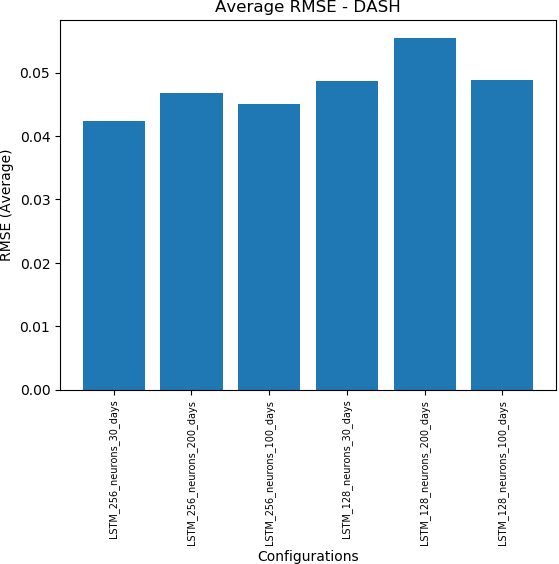 Average RMSE - DASH
RMSE (Average)
0.05
0.04
0.03
0.02
0.01
0.00
LSTM_256_neurons_30_days
LSTM_256_neurons_200_days
LSTM_256_neurons_100_days
LSTM_128_neurons_30_days
LSTM_128_neurons_200_days
LSTM_128_neurons_100_days
Configurations